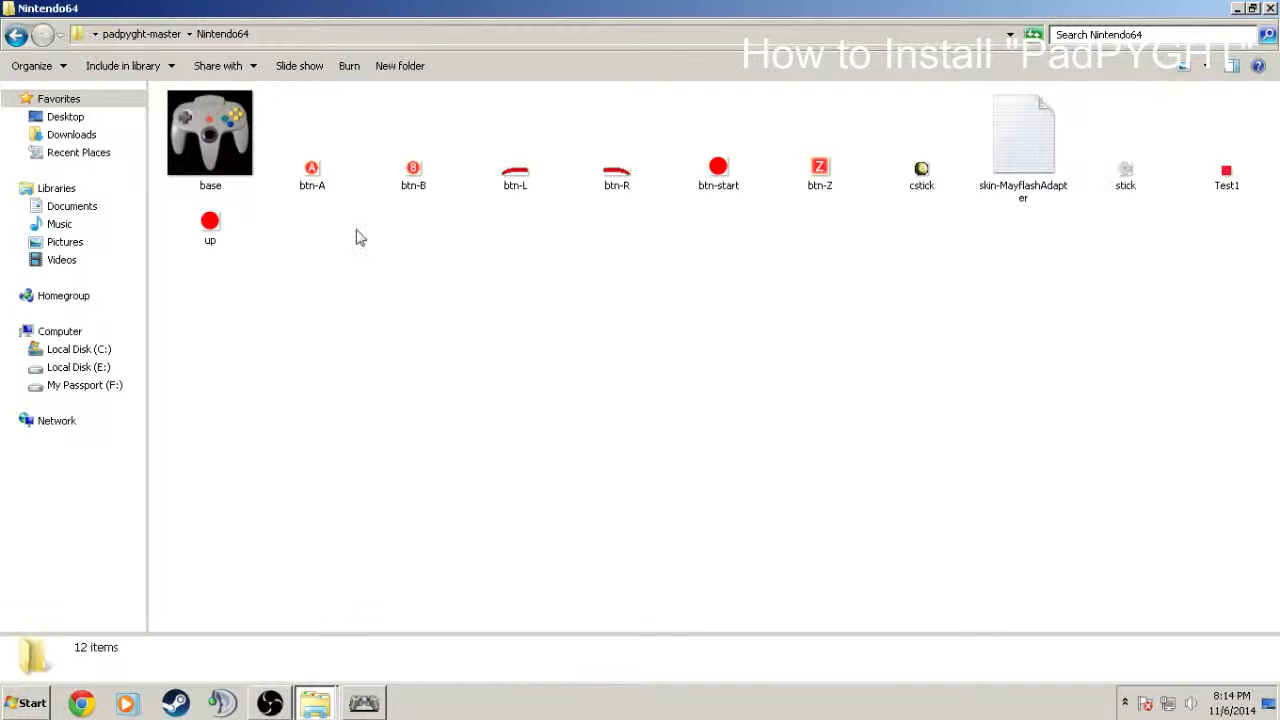 Nintendo64
padpyght-master Nintendo64 Search Nintendo64
How to Install "PadPYGHT"
Organize Include in library Share with Slide show Burn New folder
Favorites
Desktop
Downloads
Recent Places
Libraries
Documents
Music
Pictures
Videos
Homegroup
Computer
Local Disk (C:)
Local Disk (E:)
My Passport (F:)
Network
A B Z
base btn-A btn-B btn-L btn-R btn-start btn-Z cstick skin-MayflashAdapt stick Test1
er
up
12 items
Start 8:14 PM
11/6/2014